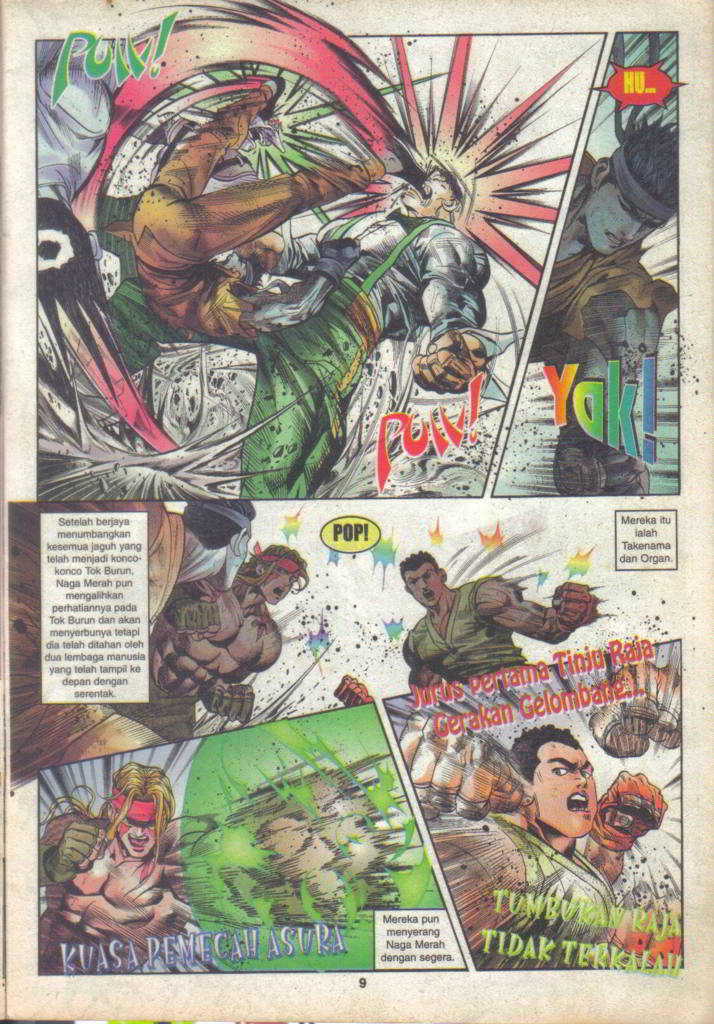 POW!
HU...
POW!
Yak!
Setelah berjaya
menumbangkan
kesemua jaguh yang
telah menjadi konco-
konco Tok Burun,
Naga Merah pun
mengalihkan
perhatiannya pada
Tok Burun dan akan
menyerbunya tetapi
dia telah ditahan oleh
dua lembaga manusia
yang telah tampil ke
depan dengan
serentak.
POP!
Mereka itu
ialah
Takenama
dan Organ.
Jurus pertama Tinju Raja
Gerakan Gelombang...
KUASA PEMECAH ASURA
Mereka pun
menyerang
Naga Merah
dengan segera.
TUMBUKAN RAJA
TIDAK TERKALAU
9